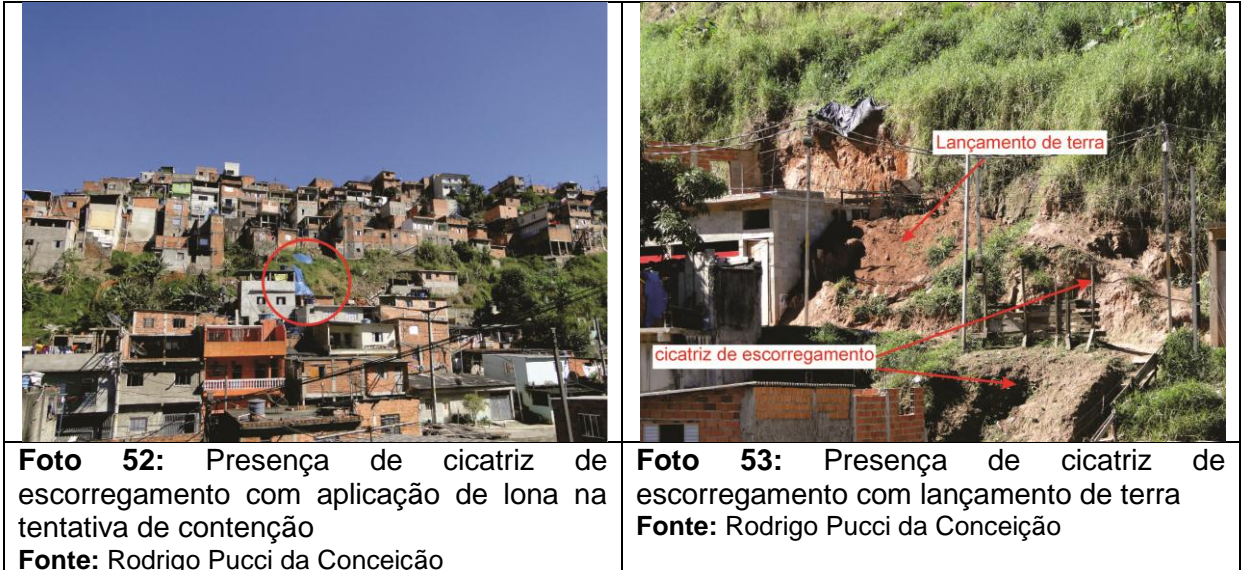 Lançamento de terra
cicatriz de escorregamento
Foto 52: Presença de cicatriz de
escorregamento com aplicação de lona na
tentativa de contenção
Fonte: Rodrigo Pucci da Conceição
Foto 53: Presença de cicatriz de
escorregamento com lançamento de terra
Fonte: Rodrigo Pucci da Conceição